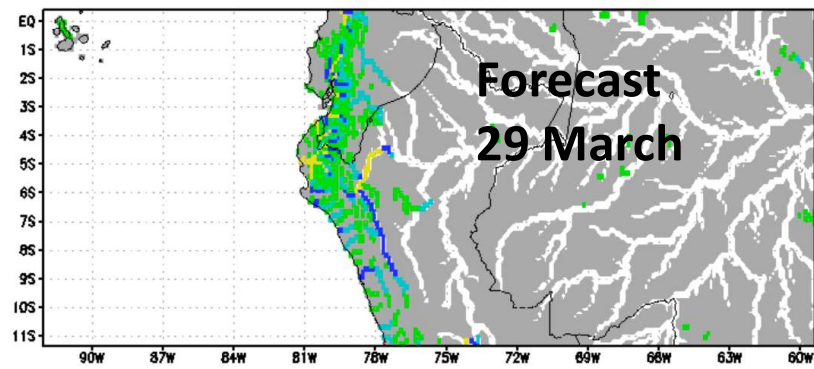 EQ
1S
2S
3S
4S
5S
6S
7S
8S
9S
10S
11S
Forecast
29 March
90W 87W 84W 81W 78W 75W 72W 69W 66W 63W 60W